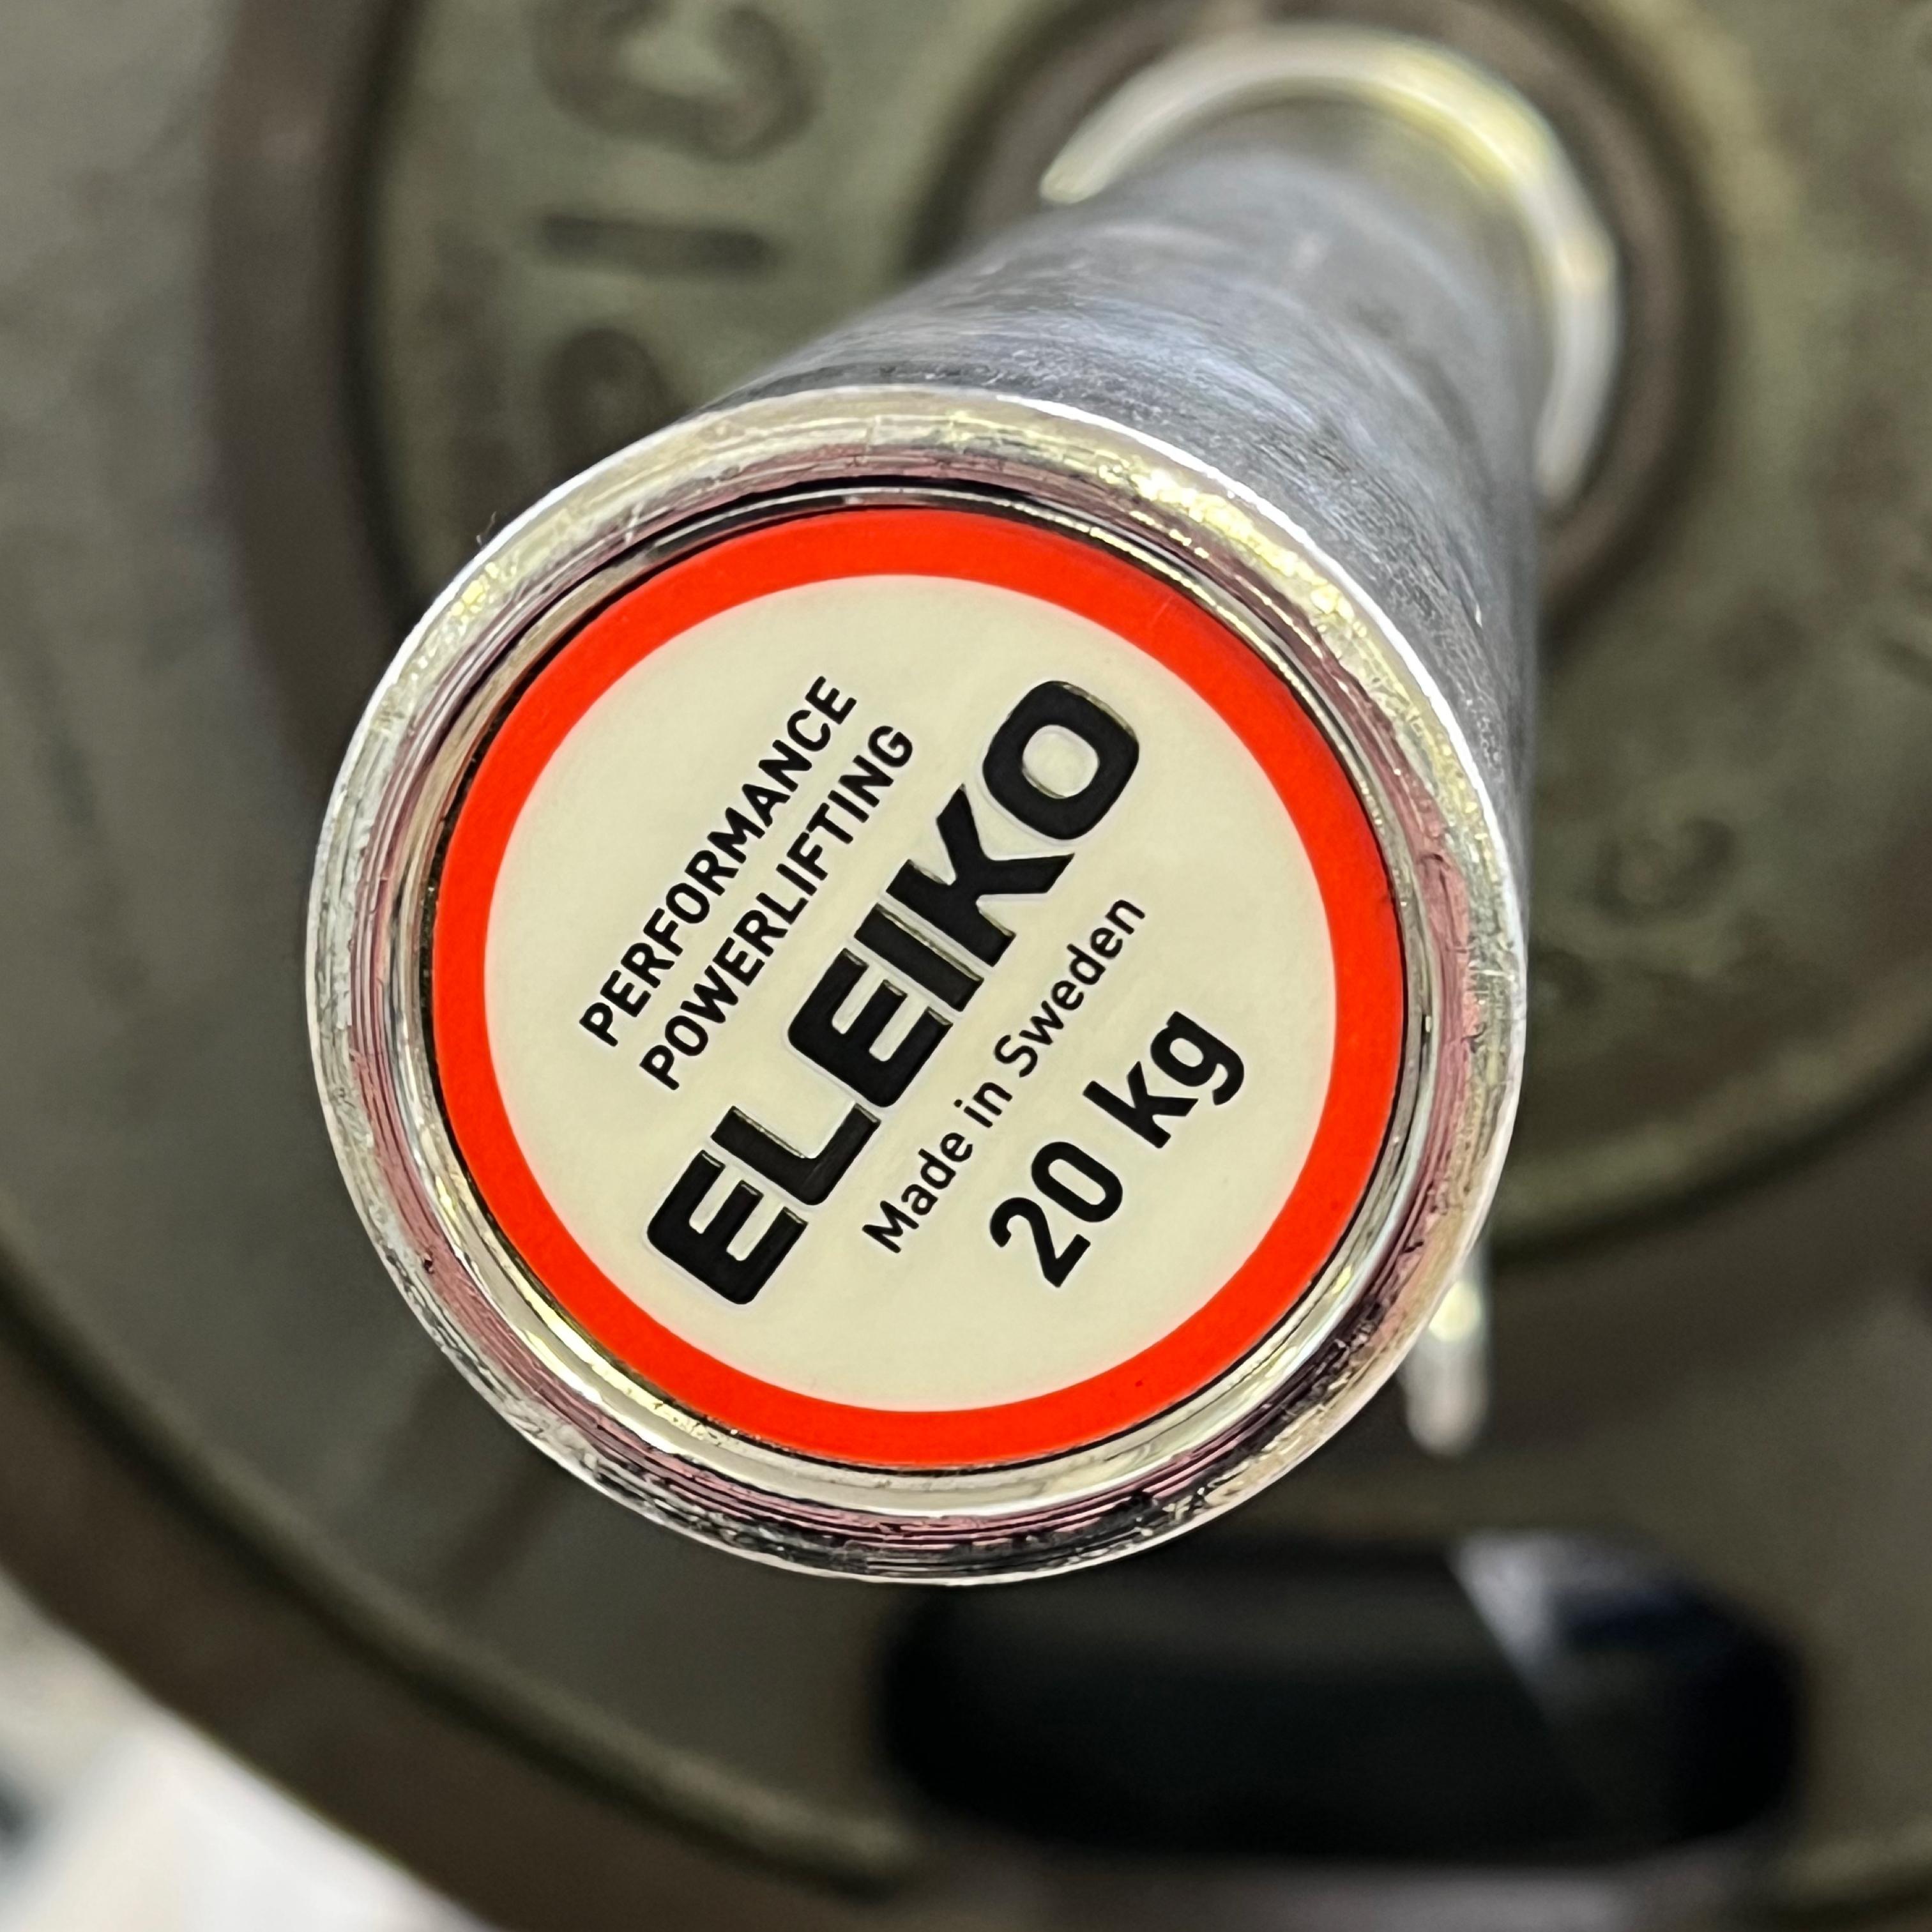 PERFORMANCE
POWERLIFTING
ELEIKO
Made in Sweden
20 kg